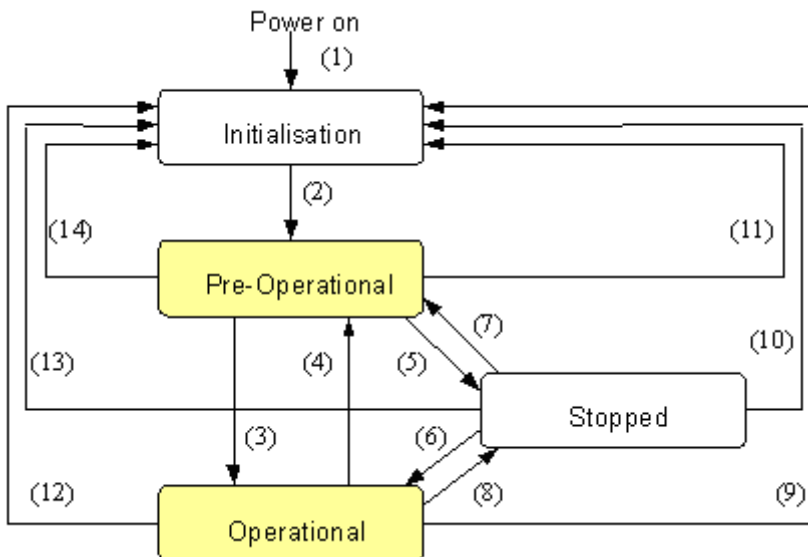 Power on
(1)
Initialisation
(2)
(14)
(11)
Pre-Operational
(7)
(13)
(4)
(5)
(10)
Stopped
(3)
(6)
(12)
(8)
(9)
Operational